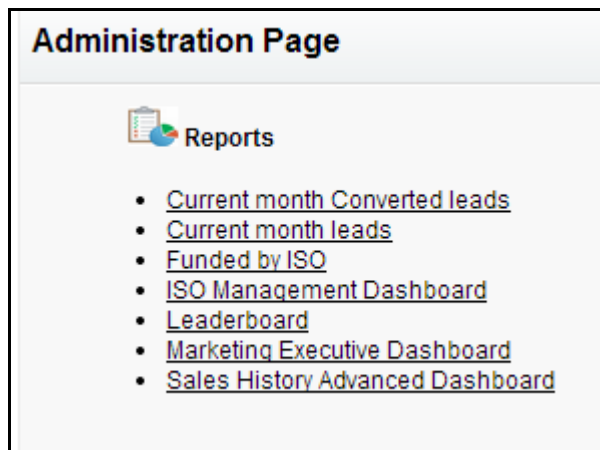 Administration Page
Reports
Current month Converted leads
Current month leads
Funded by ISO
ISO Management Dashboard
Leaderboard
Marketing Executive Dashboard
Sales History Advanced Dashboard